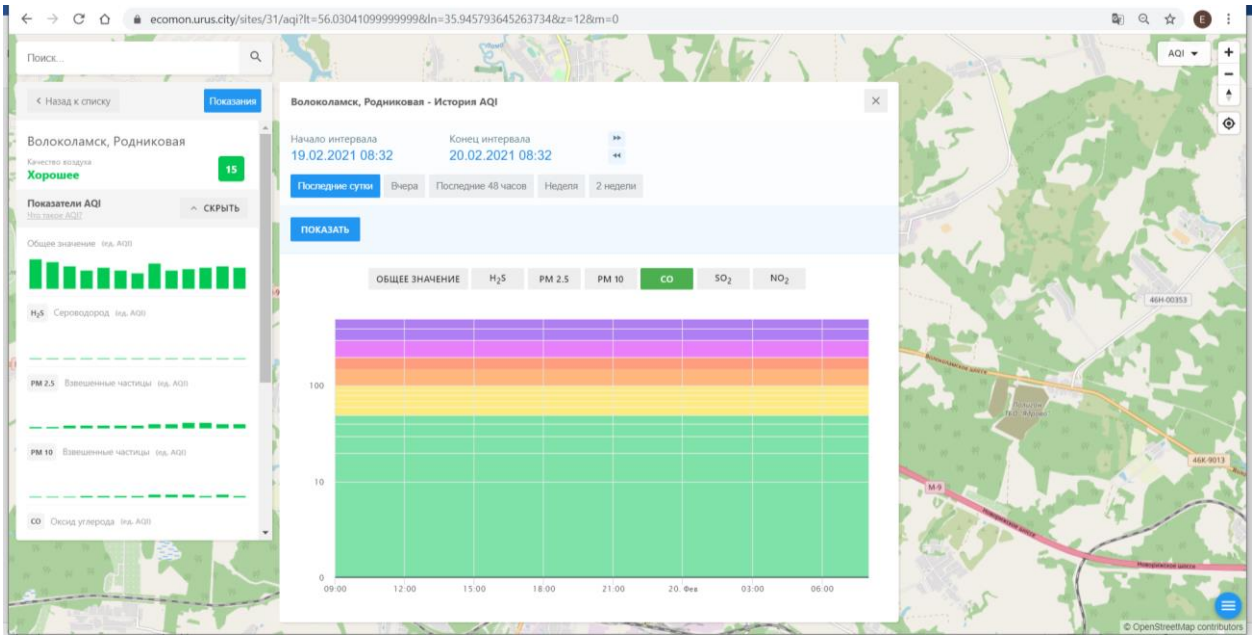 ecomon.urus.city/sites/31/aqi?lt=56.03041099999999&ln=35.945793645263734&z=12&m=0
E
Поиск...
AQI
Назад к списку
Показания
Волоколамск, Родниковая
Качество воздуха
Хорошее
15
Показатели AQI
Что такое AQI?
СКРЫТЬ
Общее значение (ед. AQI)
H₂S Сероводород (ед. AQI)
PM 2.5 Взвешенные частицы (ед. AQI)
PM 10 Взвешенные частицы (ед. AQI)
CO Оксид углерода (ед. AQI)
Волоколамск, Родниковая - История AQI
Начало интервала Конец интервала
19.02.2021 08:32 20.02.2021 08:32
Последние сутки Вчера Последние 48 часов Неделя 2 недели
ПОКАЗАТЬ
ОБЩЕЕ ЗНАЧЕНИЕ H₂S PM 2.5 PM 10 CO SO₂ NO₂
100
10
0
09:00 12:00 15:00 18:00 21:00 20. Фев 03:00 06:00
46Н-00353
Волоколамское шоссе
46К-9013
М-9
Новорижское шоссе
Новорижское шоссе
© OpenStreetMap contributors